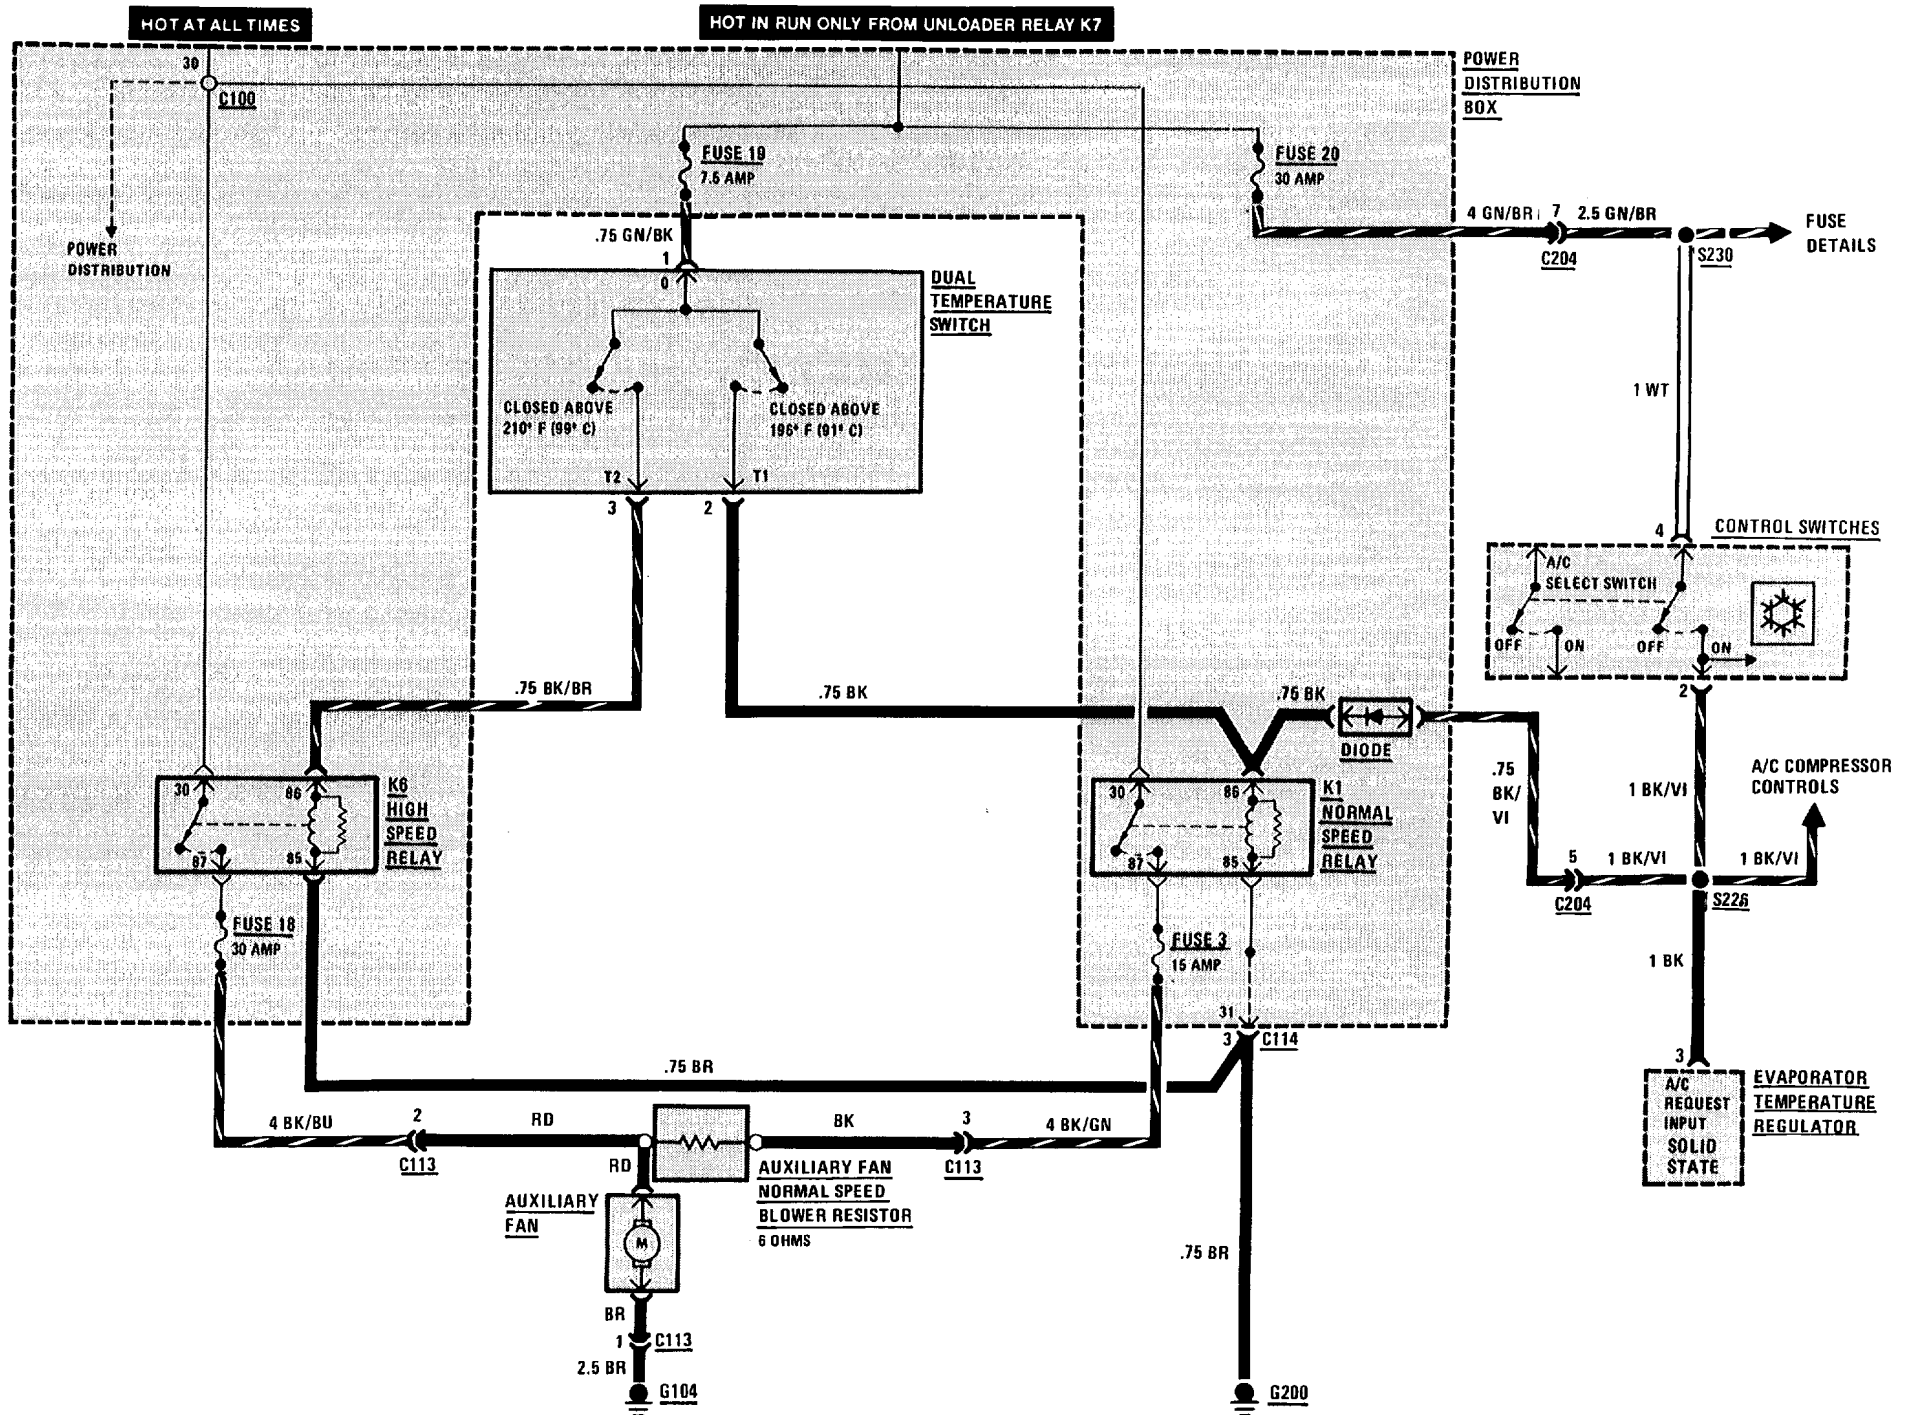 HOT AT ALL TIMES
HOT IN RUN ONLY FROM UNLOADER RELAY K7
POWER
DISTRIBUTION
BOX
30
C100
FUSE 19
7.5 AMP
FUSE 20
30 AMP
POWER
DISTRIBUTION
.75 GN/BK
1
0
4 GN/BR
7
2.5 GN/BR
C204
S230
FUSE
DETAILS
DUAL
TEMPERATURE
SWITCH
CLOSED ABOVE
210° F (99° C)
CLOSED ABOVE
196° F (91° C)
T2
T1
3
2
1 WT
4
CONTROL SWITCHES
A/C
SELECT SWITCH
OFF
ON
OFF
ON
2
.75 BK/BR
.75 BK
.75 BK
DIODE
.75
BK/
VI
1 BK/VI
A/C COMPRESSOR
CONTROLS
30
86
87
85
K6
HIGH
SPEED
RELAY
30
86
87
85
K1
NORMAL
SPEED
RELAY
5
1 BK/VI
1 BK/VI
C204
S226
FUSE 18
30 AMP
FUSE 3
15 AMP
1 BK
31
3
C114
3
A/C
REQUEST
INPUT
SOLID
STATE
EVAPORATOR
TEMPERATURE
REGULATOR
.75 BR
4 BK/BU
2
C113
RD
BK
3
C113
4 BK/GN
RD
AUXILIARY FAN
NORMAL SPEED
BLOWER RESISTOR
6 OHMS
AUXILIARY
FAN
M
.75 BR
BR
1
C113
2.5 BR
G104
G200